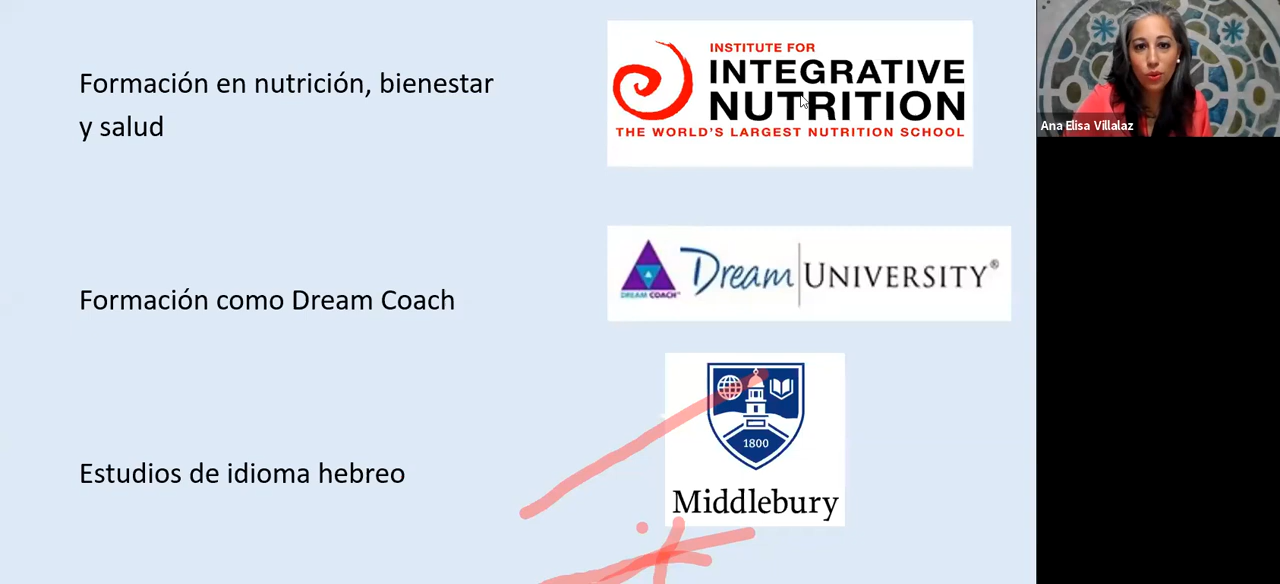 Formación en nutrición, bienestar
y salud
INSTITUTE FOR
INTEGRATIVE
NUTRITION
THE WORLD'S LARGEST NUTRITION SCHOOL
Ana Elisa Villalaz
Formación como Dream Coach
DREAM COACH™
Dream UNIVERSITY®
Estudios de idioma hebreo
1800
Middlebury